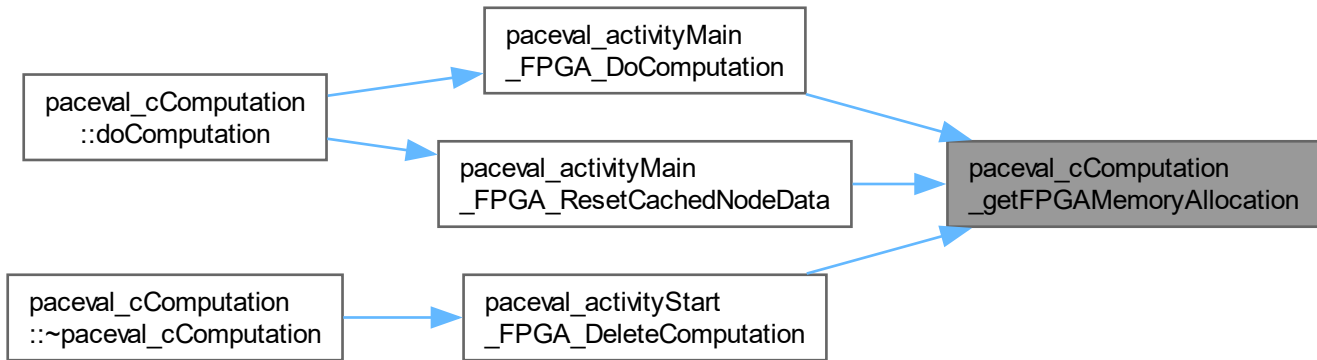 paceval_activityMain
_FPGA_DoComputation
paceval_cComputation
::doComputation
paceval_activityMain
_FPGA_ResetCachedNodeData
paceval_cComputation
_getFPGAMemoryAllocation
paceval_cComputation
::~paceval_cComputation
paceval_activityStart
_FPGA_DeleteComputation